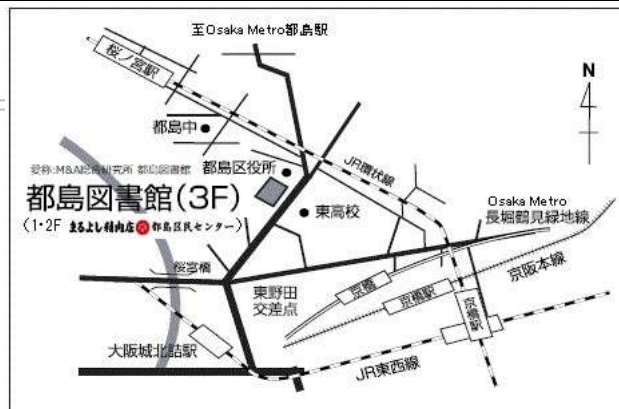 至Osaka Metro都島駅
桜ノ宮駅
N
都島中
JR環状線
愛称:M&A総合研究所 都島図書館
都島区役所
都島図書館(3F)
(1・2F まるよし精肉店 都島区民センター)
東高校
Osaka Metro
長堀鶴見緑地線
桜宮橋
京橋
京阪本線
東野田
交差点
京橋駅
京橋駅
大阪城北詰駅
JR東西線